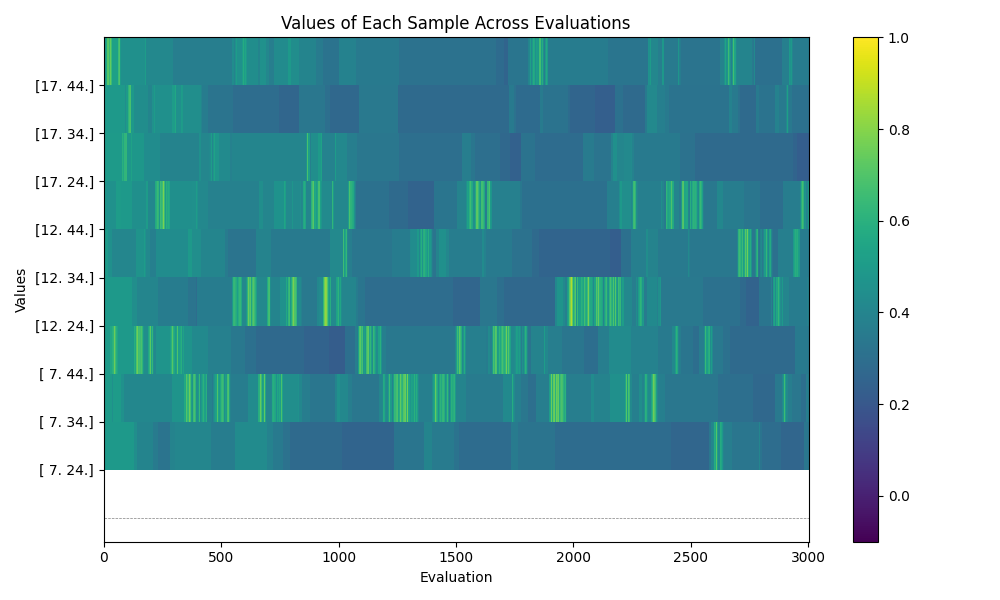 Values of Each Sample Across Evaluations
[17. 44.]
[17. 34.]
[17. 24.]
[12. 44.]
[12. 34.]
[12. 24.]
[ 7. 44.]
[ 7. 34.]
[ 7. 24.]
Values
0 500 1000 1500 2000 2500 3000
Evaluation
1.0
0.8
0.6
0.4
0.2
0.0